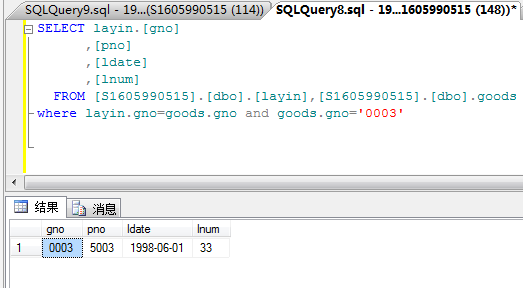 SQLQuery9.sql - 19...(S1605990515 (114)) SQLQuery8.sql - 19...1605990515 (148))*
SELECT layin.[gno]
,[pno]
,[ldate]
,[lnum]
FROM [S1605990515].[dbo].[layin],[S1605990515].[dbo].goods
where layin.gno=goods.gno and goods.gno='0003'
结果 消息
gno pno ldate lnum
1 0003 5003 1998-06-01 33